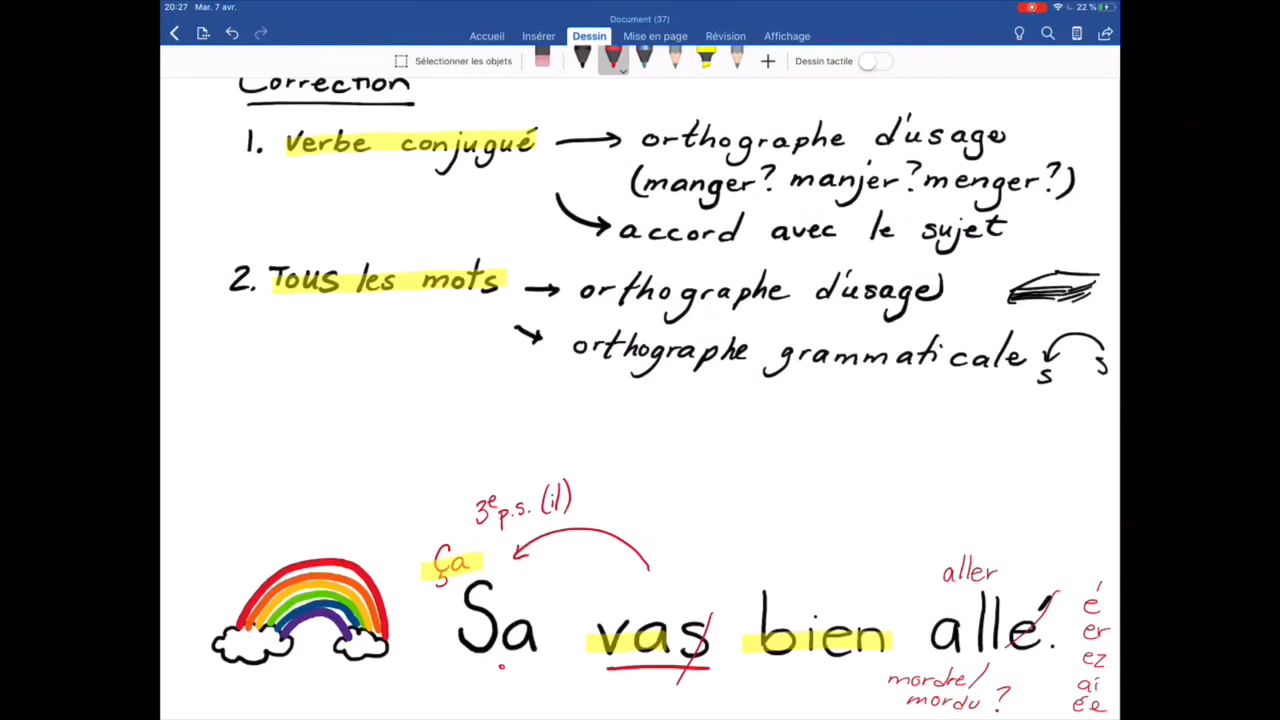 20:27 Mar. 7 avr. 22 %
Document (37)
Accueil Insérer Dessin Mise en page Révision Affichage
Sélectionner les objets Dessin tactile
Correction
1. Verbe conjugué → orthographe d'usage
(manger? manjer? menger?)
accord avec le sujet
2. Tous les mots → orthographe d'usage
orthographe grammaticale s s
3e p.s. (il)
Ça
aller
Sa vas bien allé.
é
er
ez
ai
ée
mordre/
mordu ?